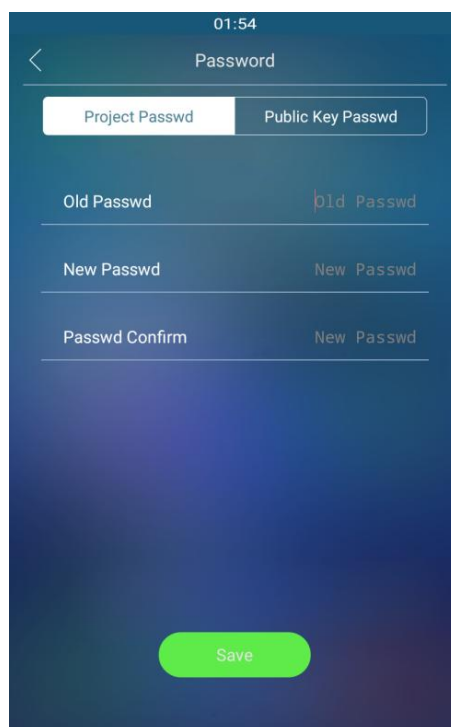 01:54
Password
Project Passwd Public Key Passwd
Old Passwd Old Passwd
New Passwd New Passwd
Passwd Confirm New Passwd
Save